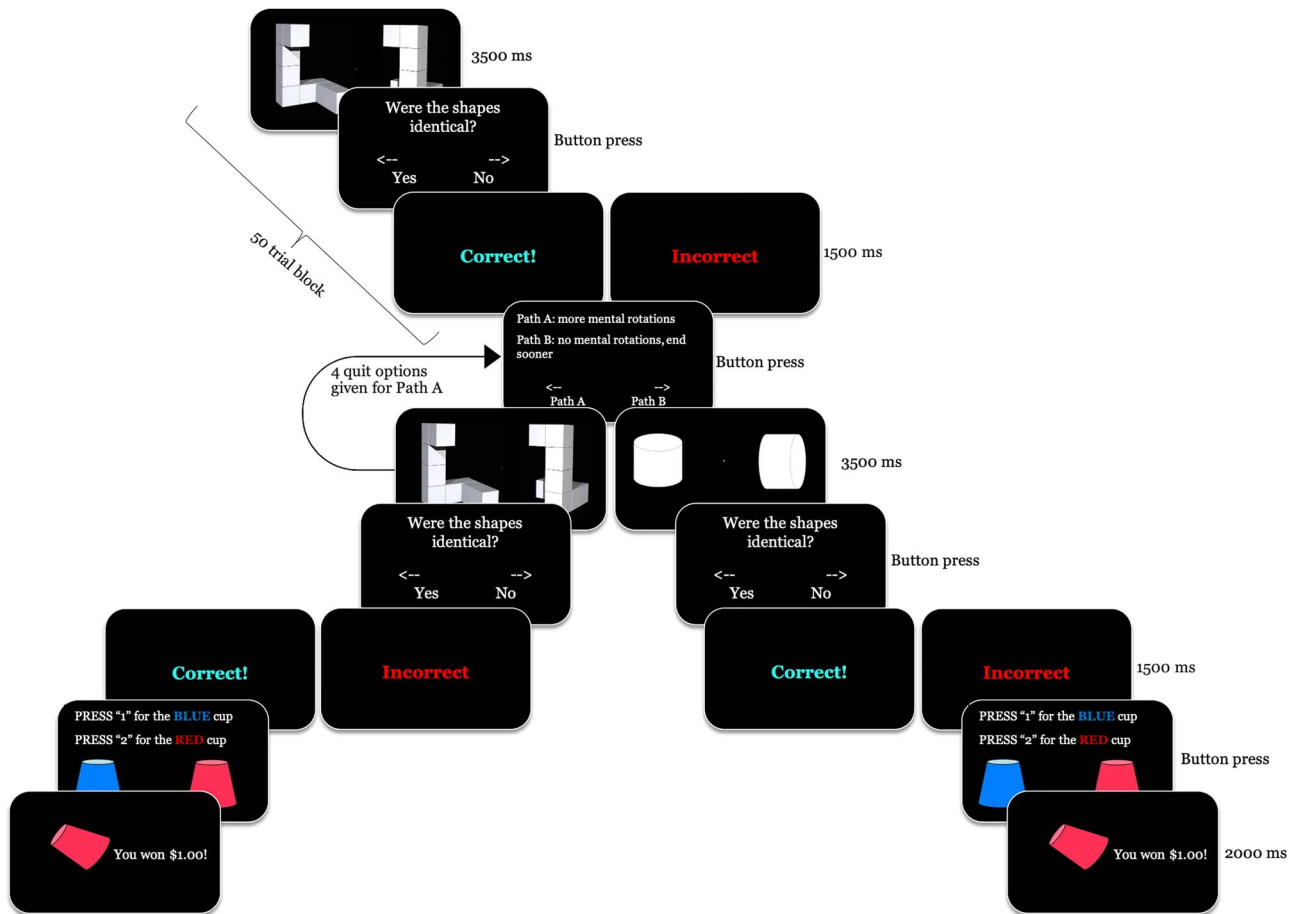 3500 ms
Were the shapes
identical?
<-- -->
Yes No
Button press
50 trial block
Correct!
Incorrect
1500 ms
Path A: more mental rotations
Path B: no mental rotations, end
sooner
<-- -->
Path A Path B
Button press
4 quit options
given for Path A
3500 ms
Were the shapes
identical?
<-- -->
Yes No
Were the shapes
identical?
<-- -->
Yes No
Button press
Correct!
Incorrect
Correct!
Incorrect
1500 ms
PRESS “1” for the BLUE cup
PRESS “2” for the RED cup
PRESS “1” for the BLUE cup
PRESS “2” for the RED cup
Button press
You won $1.00!
You won $1.00!
2000 ms